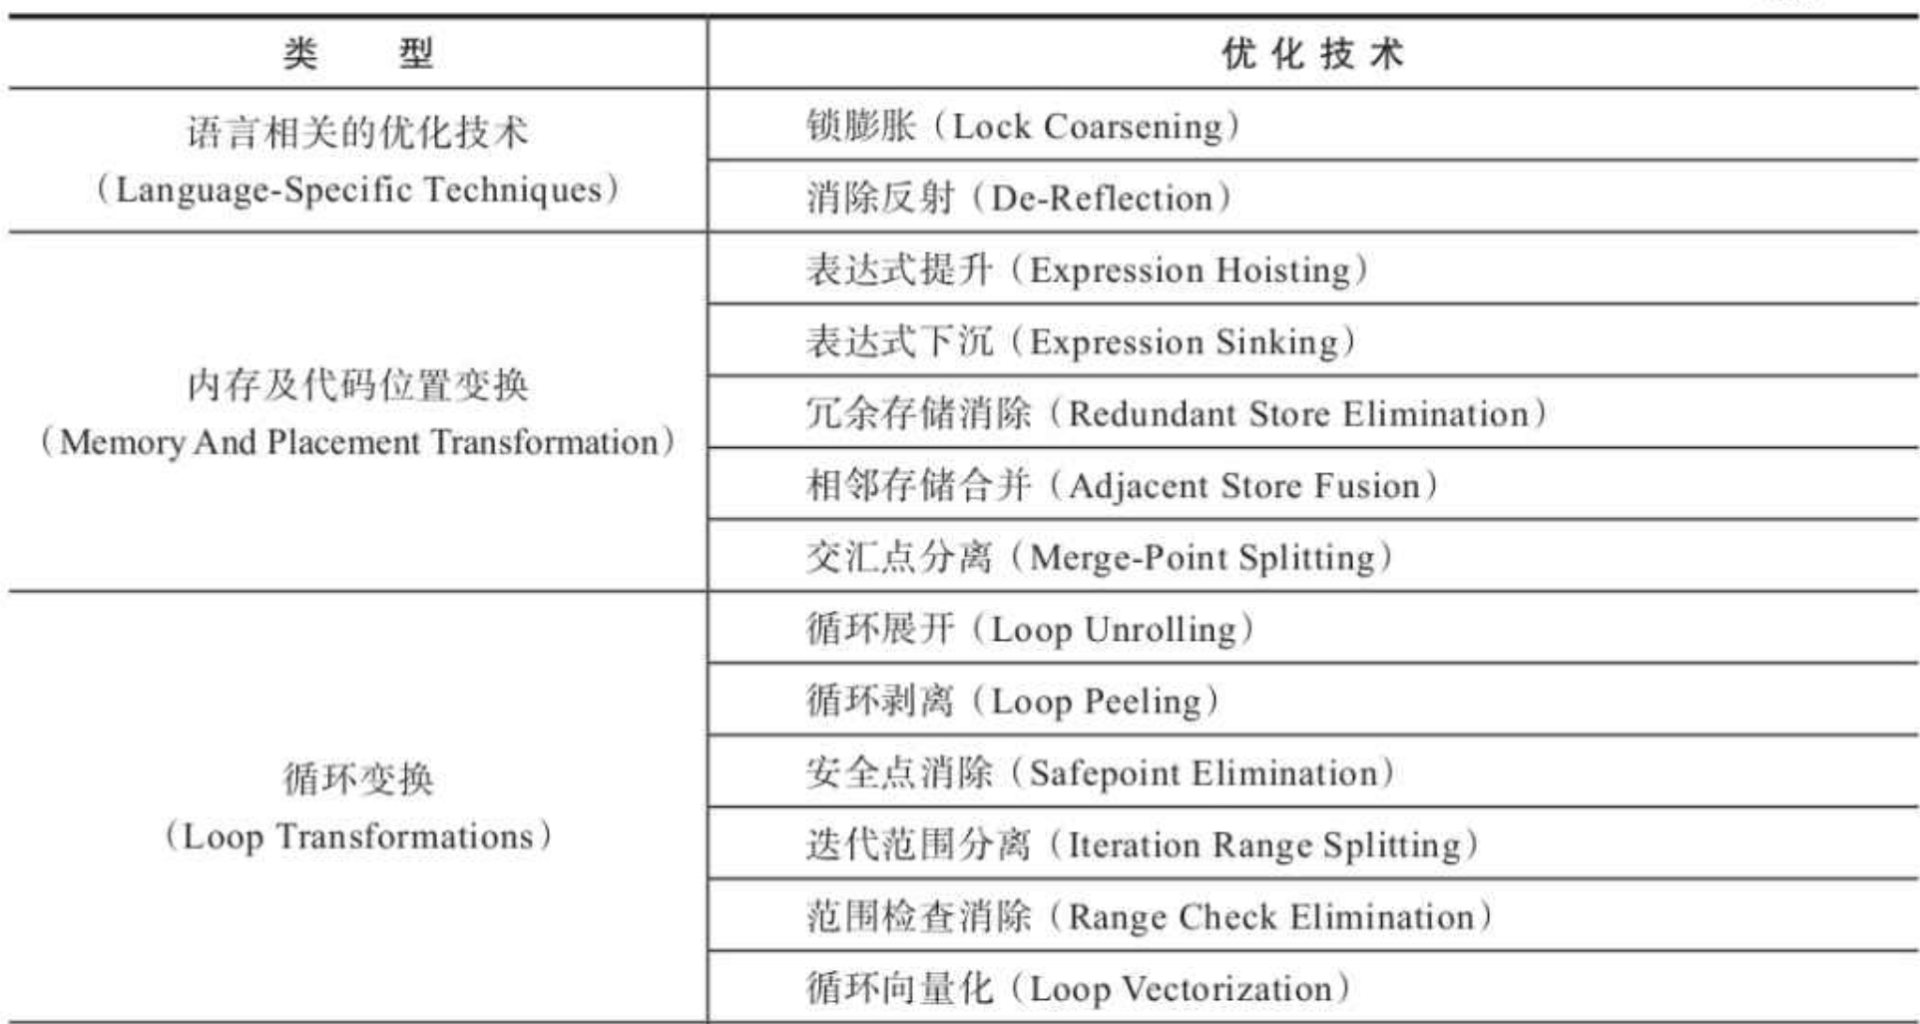 类 型 优化技术
语言相关的优化技术
（Language-Specific Techniques）
锁膨胀（Lock Coarsening）
消除反射（De-Reflection）
内存及代码位置变换
（Memory And Placement Transformation）
表达式提升（Expression Hoisting）
表达式下沉（Expression Sinking）
冗余存储消除（Redundant Store Elimination）
相邻存储合并（Adjacent Store Fusion）
交汇点分离（Merge-Point Splitting）
循环变换
（Loop Transformations）
循环展开（Loop Unrolling）
循环剥离（Loop Peeling）
安全点消除（Safepoint Elimination）
迭代范围分离（Iteration Range Splitting）
范围检查消除（Range Check Elimination）
循环向量化（Loop Vectorization）